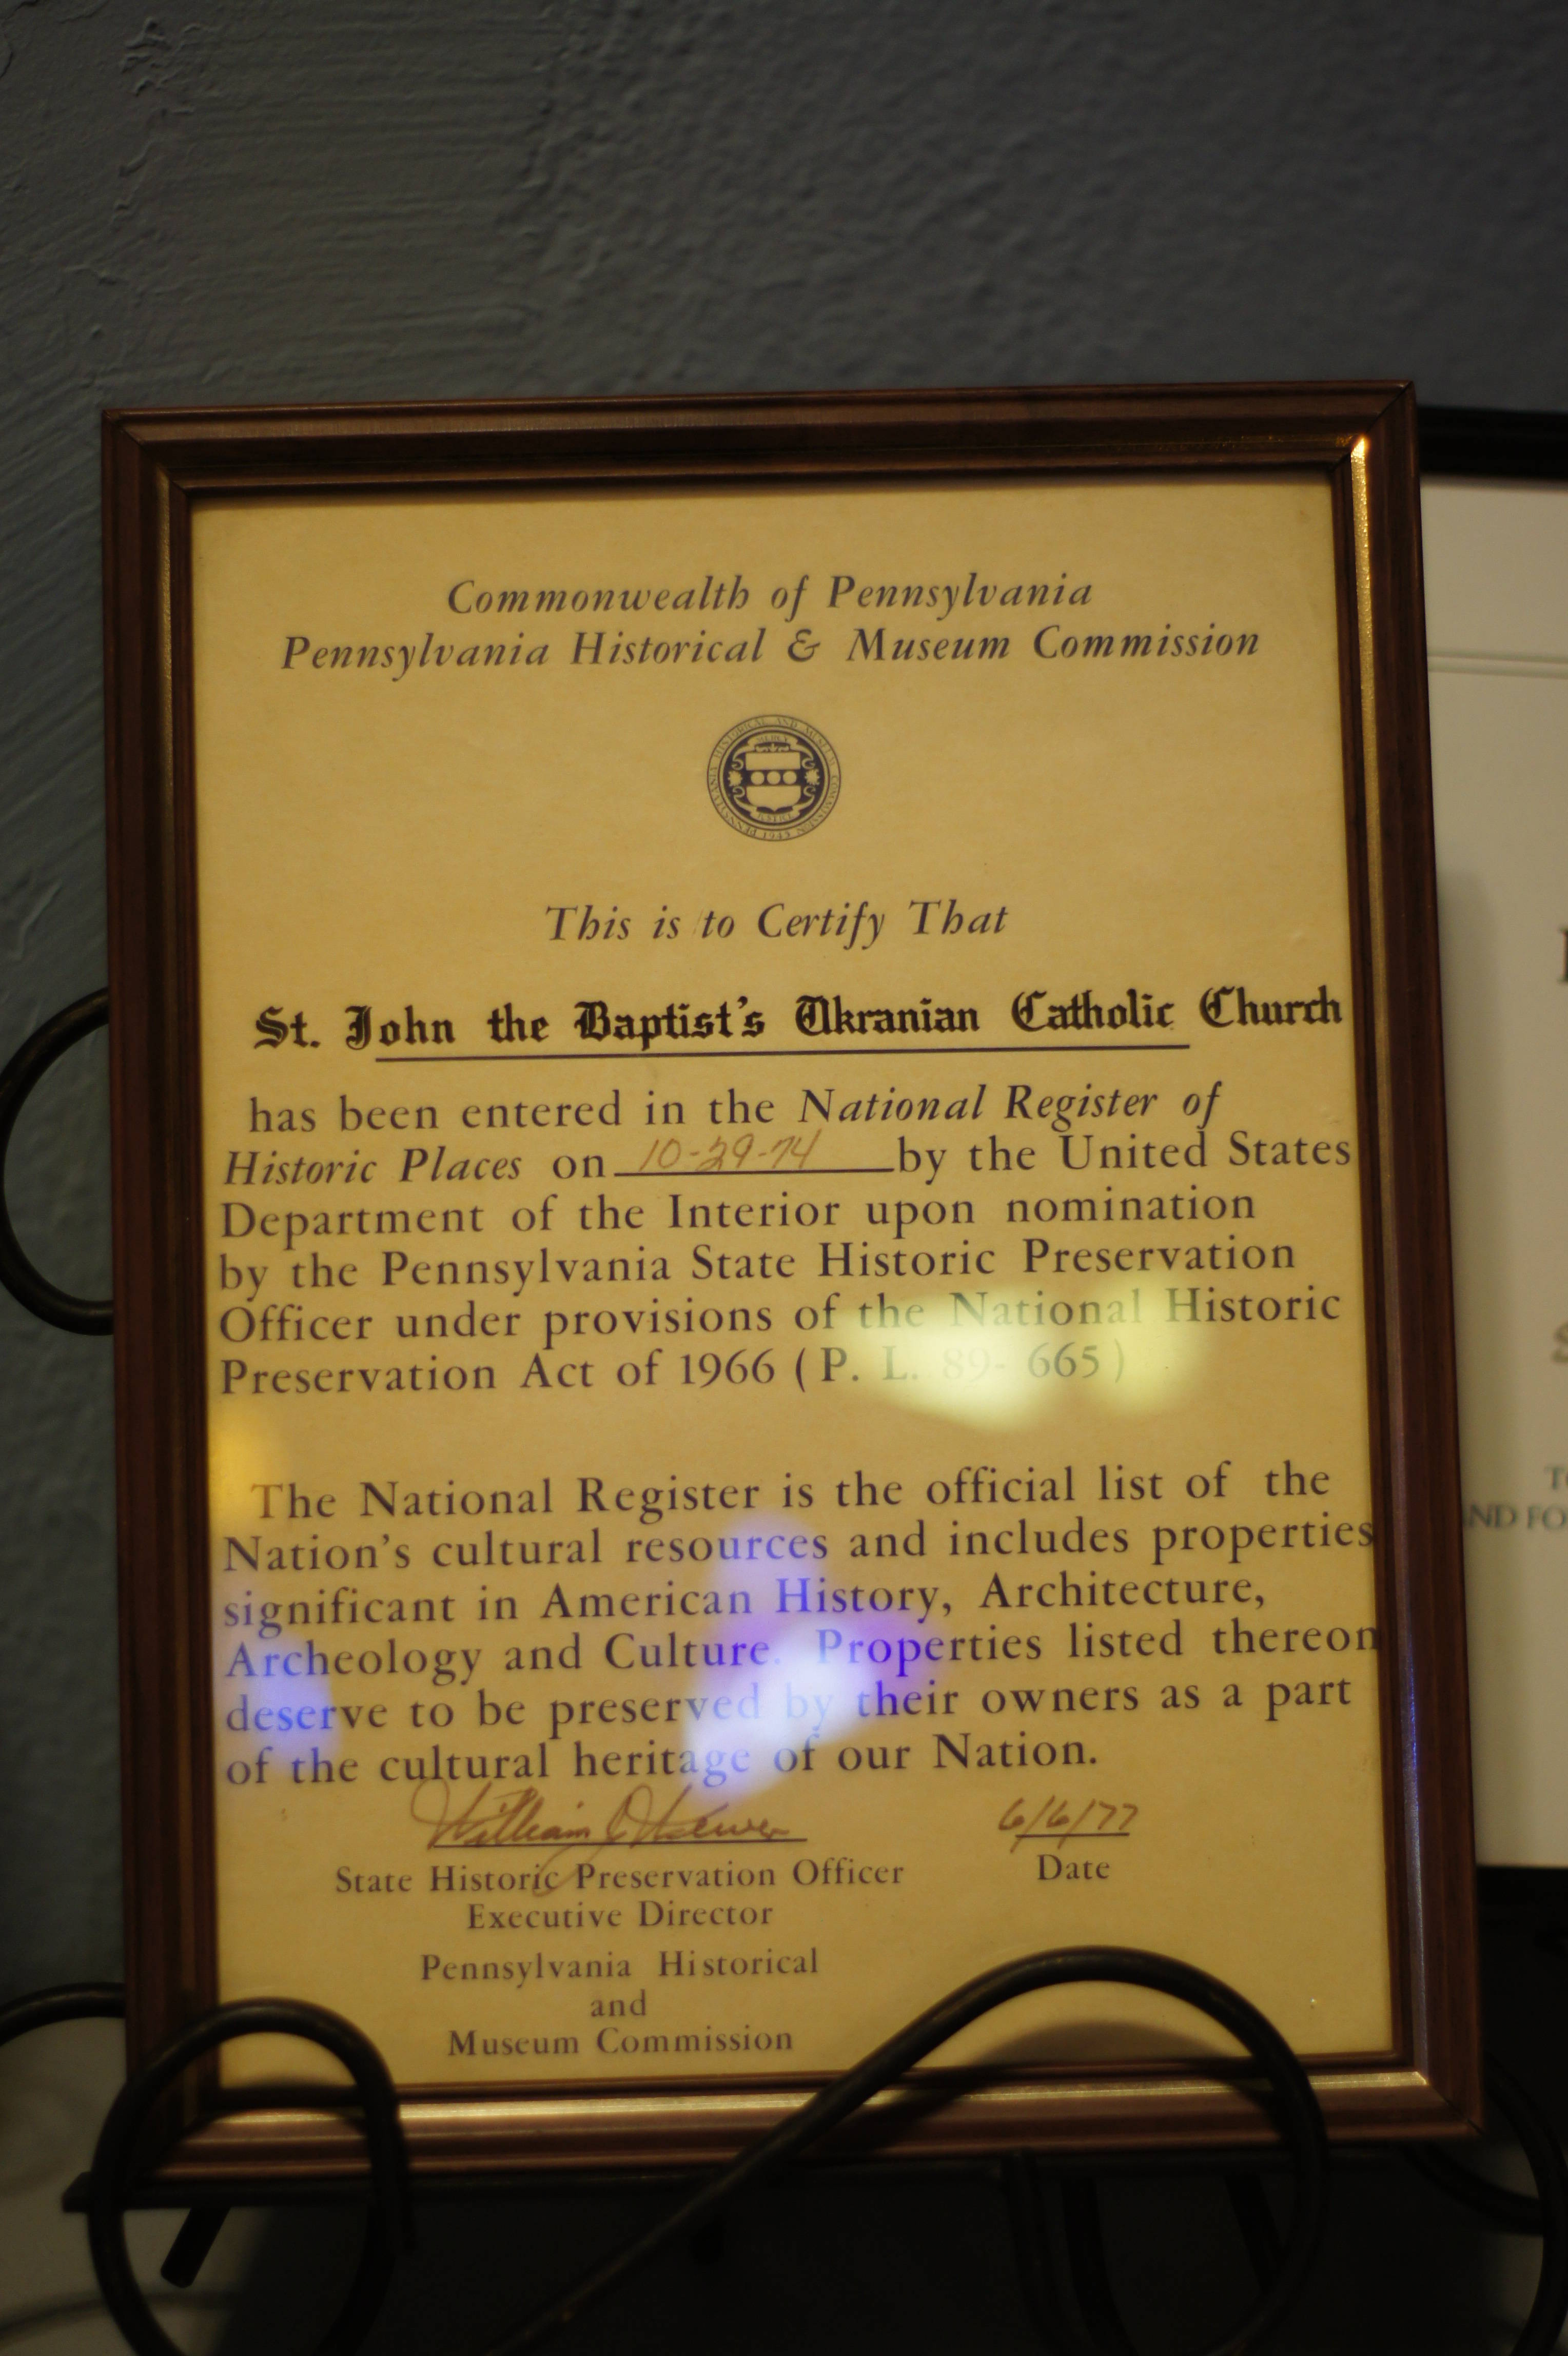 Commonwealth of Pennsylvania
Pennsylvania Historical & Museum Commission
This is to Certify That
St. John the Baptist's Ukranian Catholic Church
has been entered in the National Register of
Historic Places on 10-29-74 by the United States
Department of the Interior upon nomination
by the Pennsylvania State Historic Preservation
Officer under provisions of the National Historic
Preservation Act of 1966 (P. L. 89-665)
The National Register is the official list of the
Nation's cultural resources and includes properties
significant in American History, Architecture,
Archeology and Culture. Properties listed thereon
deserve to be preserved by their owners as a part
of the cultural heritage of our Nation.
William 6/6/77
State Historic Preservation Officer Date
Executive Director
Pennsylvania Historical
and
Museum Commission